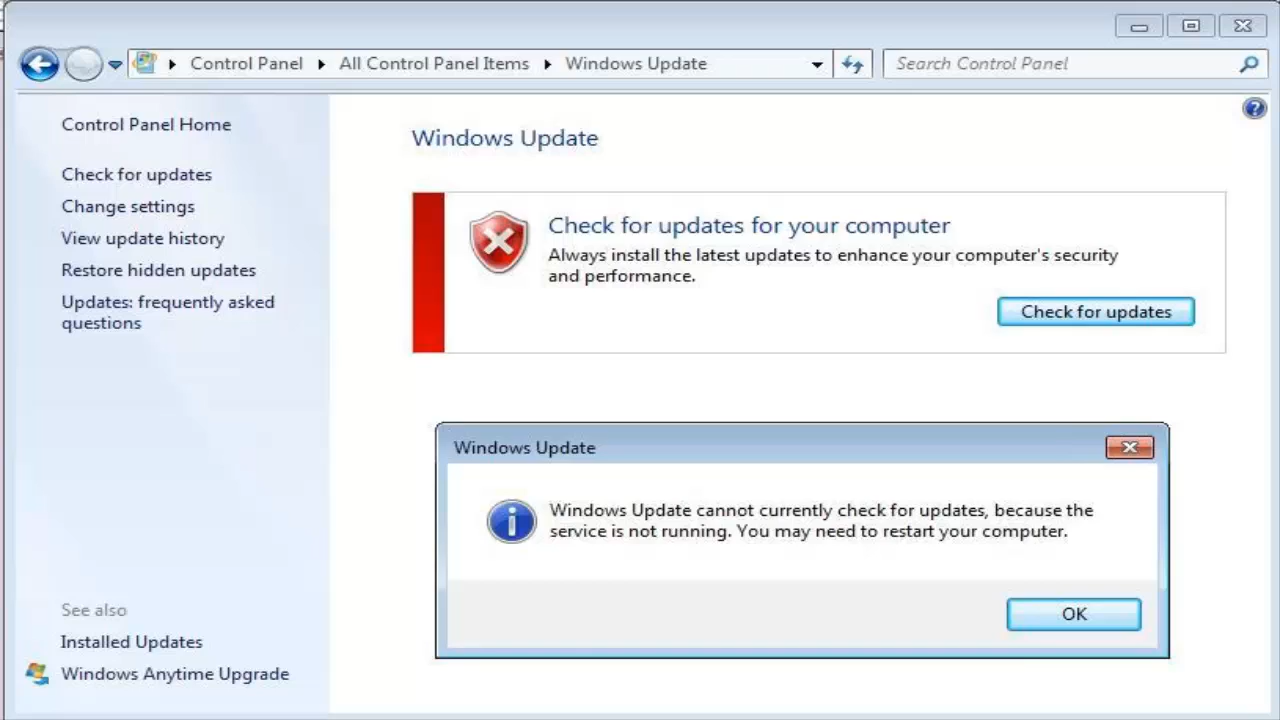 Control Panel
All Control Panel Items
Windows Update
Search Control Panel
Control Panel Home
Check for updates
Change settings
View update history
Restore hidden updates
Updates: frequently asked
questions
See also
Installed Updates
Windows Anytime Upgrade
Windows Update
Check for updates for your computer
Always install the latest updates to enhance your computer's security
and performance.
Check for updates
Windows Update
Windows Update cannot currently check for updates, because the
service is not running. You may need to restart your computer.
OK